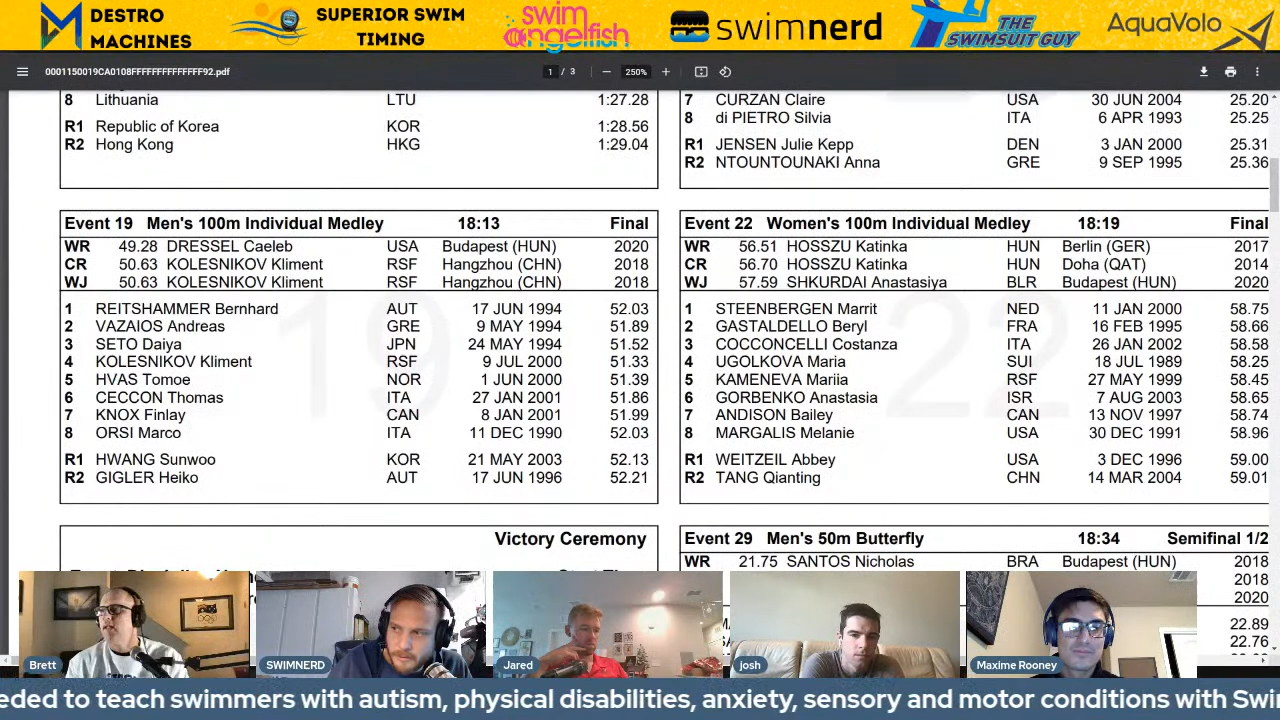 DESTRO MACHINES
SUPERIOR SWIM TIMING
swim angelfish
swimnerd
THE SWIMSUIT GUY
AquaVolo
0001150019CA0108FFFFFFFFFFFFFF92.pdf
1 / 3
250%
8 Lithuania LTU 1:27.28
R1 Republic of Korea KOR 1:28.56
R2 Hong Kong HKG 1:29.04
7 CURZAN Claire USA 30 JUN 2004 25.20
8 di PIETRO Silvia ITA 6 APR 1993 25.25
R1 JENSEN Julie Kepp DEN 3 JAN 2000 25.31
R2 NTOUNTOUNAKI Anna GRE 9 SEP 1995 25.36
Event 19 Men's 100m Individual Medley 18:13 Final
WR 49.28 DRESSEL Caeleb USA Budapest (HUN) 2020
CR 50.63 KOLESNIKOV Kliment RSF Hangzhou (CHN) 2018
WJ 50.63 KOLESNIKOV Kliment RSF Hangzhou (CHN) 2018
19
1 REITSHAMMER Bernhard AUT 17 JUN 1994 52.03
2 VAZAIOS Andreas GRE 9 MAY 1994 51.89
3 SETO Daiya JPN 24 MAY 1994 51.52
4 KOLESNIKOV Kliment RSF 9 JUL 2000 51.33
5 HVAS Tomoe NOR 1 JUN 2000 51.39
6 CECCON Thomas ITA 27 JAN 2001 51.86
7 KNOX Finlay CAN 8 JAN 2001 51.99
8 ORSI Marco ITA 11 DEC 1990 52.03
R1 HWANG Sunwoo KOR 21 MAY 2003 52.13
R2 GIGLER Heiko AUT 17 JUN 1996 52.21
Event 22 Women's 100m Individual Medley 18:19 Final
WR 56.51 HOSSZU Katinka HUN Berlin (GER) 2017
CR 56.70 HOSSZU Katinka HUN Doha (QAT) 2014
WJ 57.59 SHKURDAI Anastasiya BLR Budapest (HUN) 2020
22
1 STEENBERGEN Marrit NED 11 JAN 2000 58.75
2 GASTALDELLO Beryl FRA 16 FEB 1995 58.66
3 COCCONCELLI Costanza ITA 26 JAN 2002 58.58
4 UGOLKOVA Maria SUI 18 JUL 1989 58.25
5 KAMENEVA Mariia RSF 27 MAY 1999 58.45
6 GORBENKO Anastasia ISR 7 AUG 2003 58.65
7 ANDISON Bailey CAN 13 NOV 1997 58.74
8 MARGALIS Melanie USA 30 DEC 1991 58.96
R1 WEITZEIL Abbey USA 3 DEC 1996 59.00
R2 TANG Qianting CHN 14 MAR 2004 59.01
Victory Ceremony
Event 29 Men's 50m Butterfly 18:34 Semifinal 1/2
WR 21.75 SANTOS Nicholas BRA Budapest (HUN) 2018
2018
2020
22.89
22.76
Brett
SWIMNERD
Jared
josh
Maxime Rooney
eded to teach swimmers with autism, physical disabilities, anxiety, sensory and motor conditions with Swi